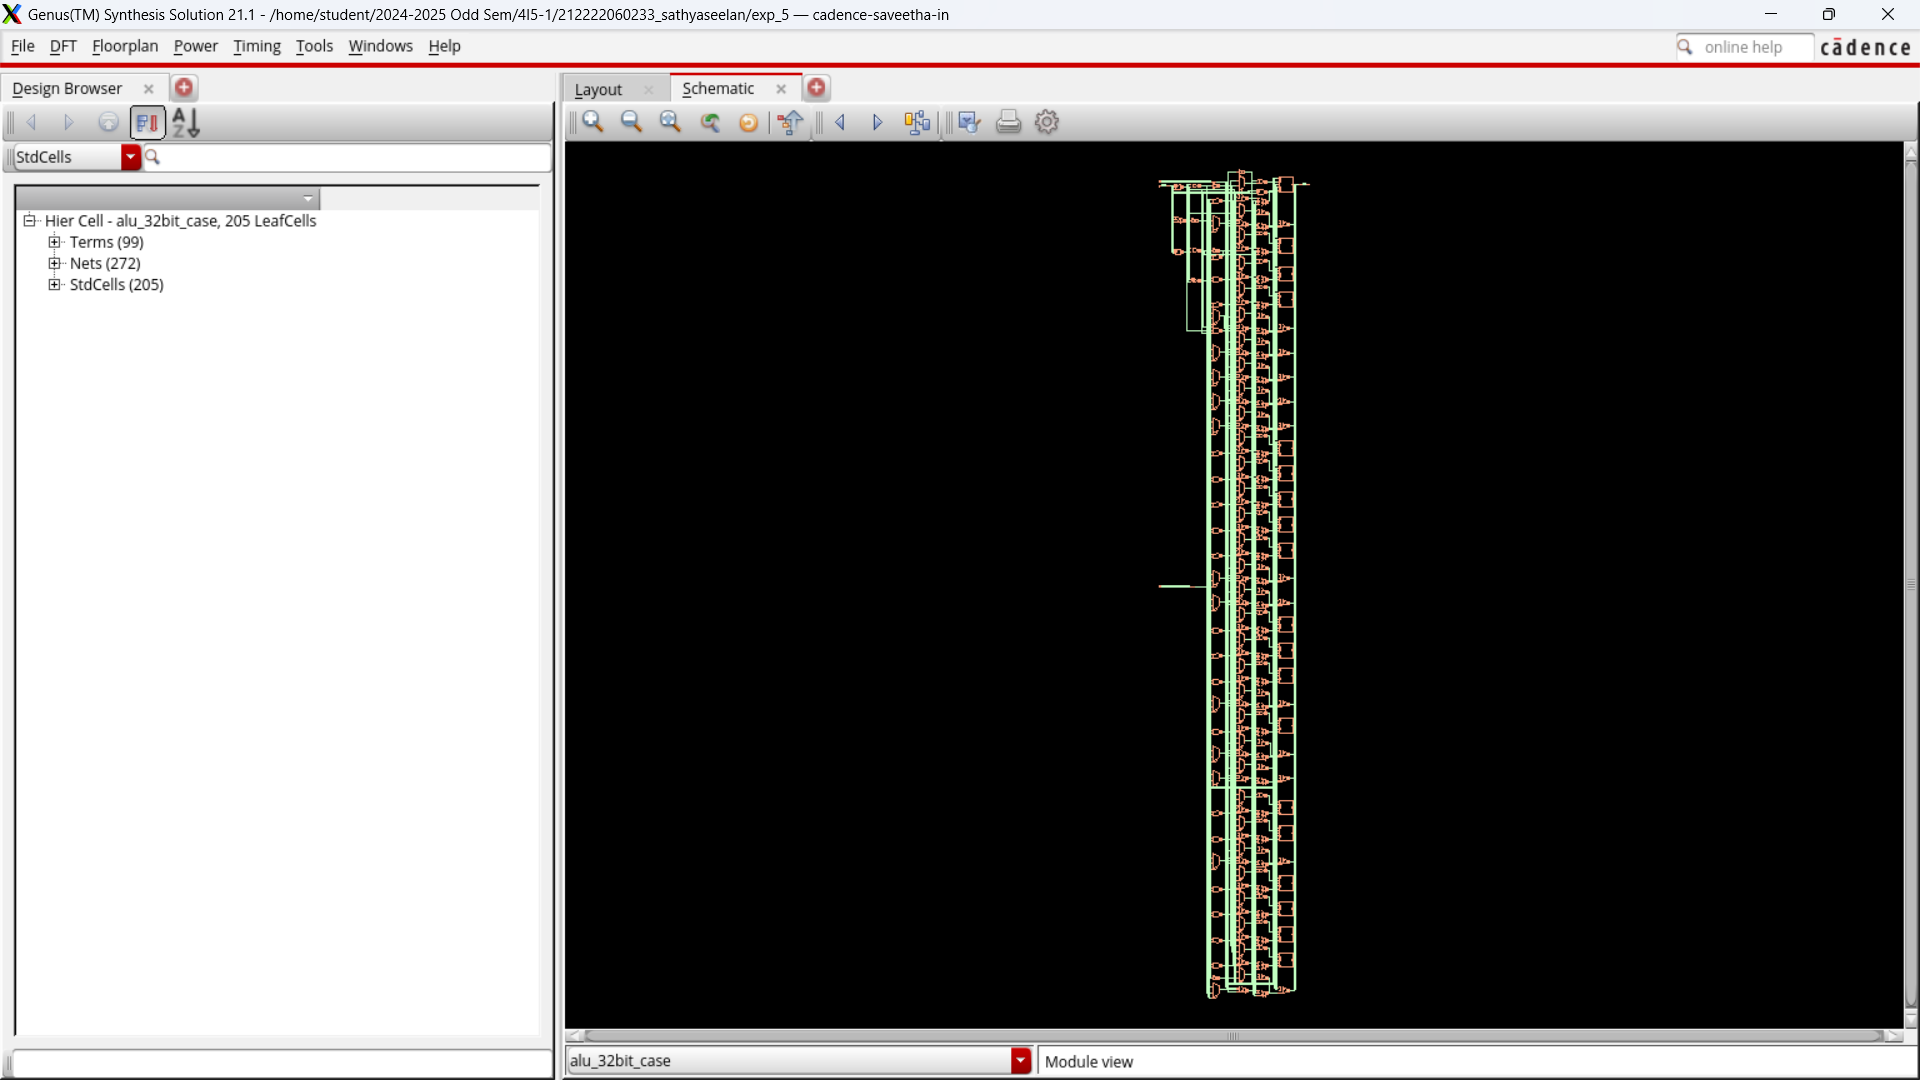 Genus(TM) Synthesis Solution 21.1 - /home/student/2024-2025 Odd Sem/4I5-1/212222060233_sathyaseelan/exp_5 — cadence-saveetha-in
File DFT Floorplan Power Timing Tools Windows Help
online help
cādence
Design Browser
Layout
Schematic
StdCells
Hier Cell - alu_32bit_case, 205 LeafCells
Terms (99)
Nets (272)
StdCells (205)
alu_32bit_case
Module view